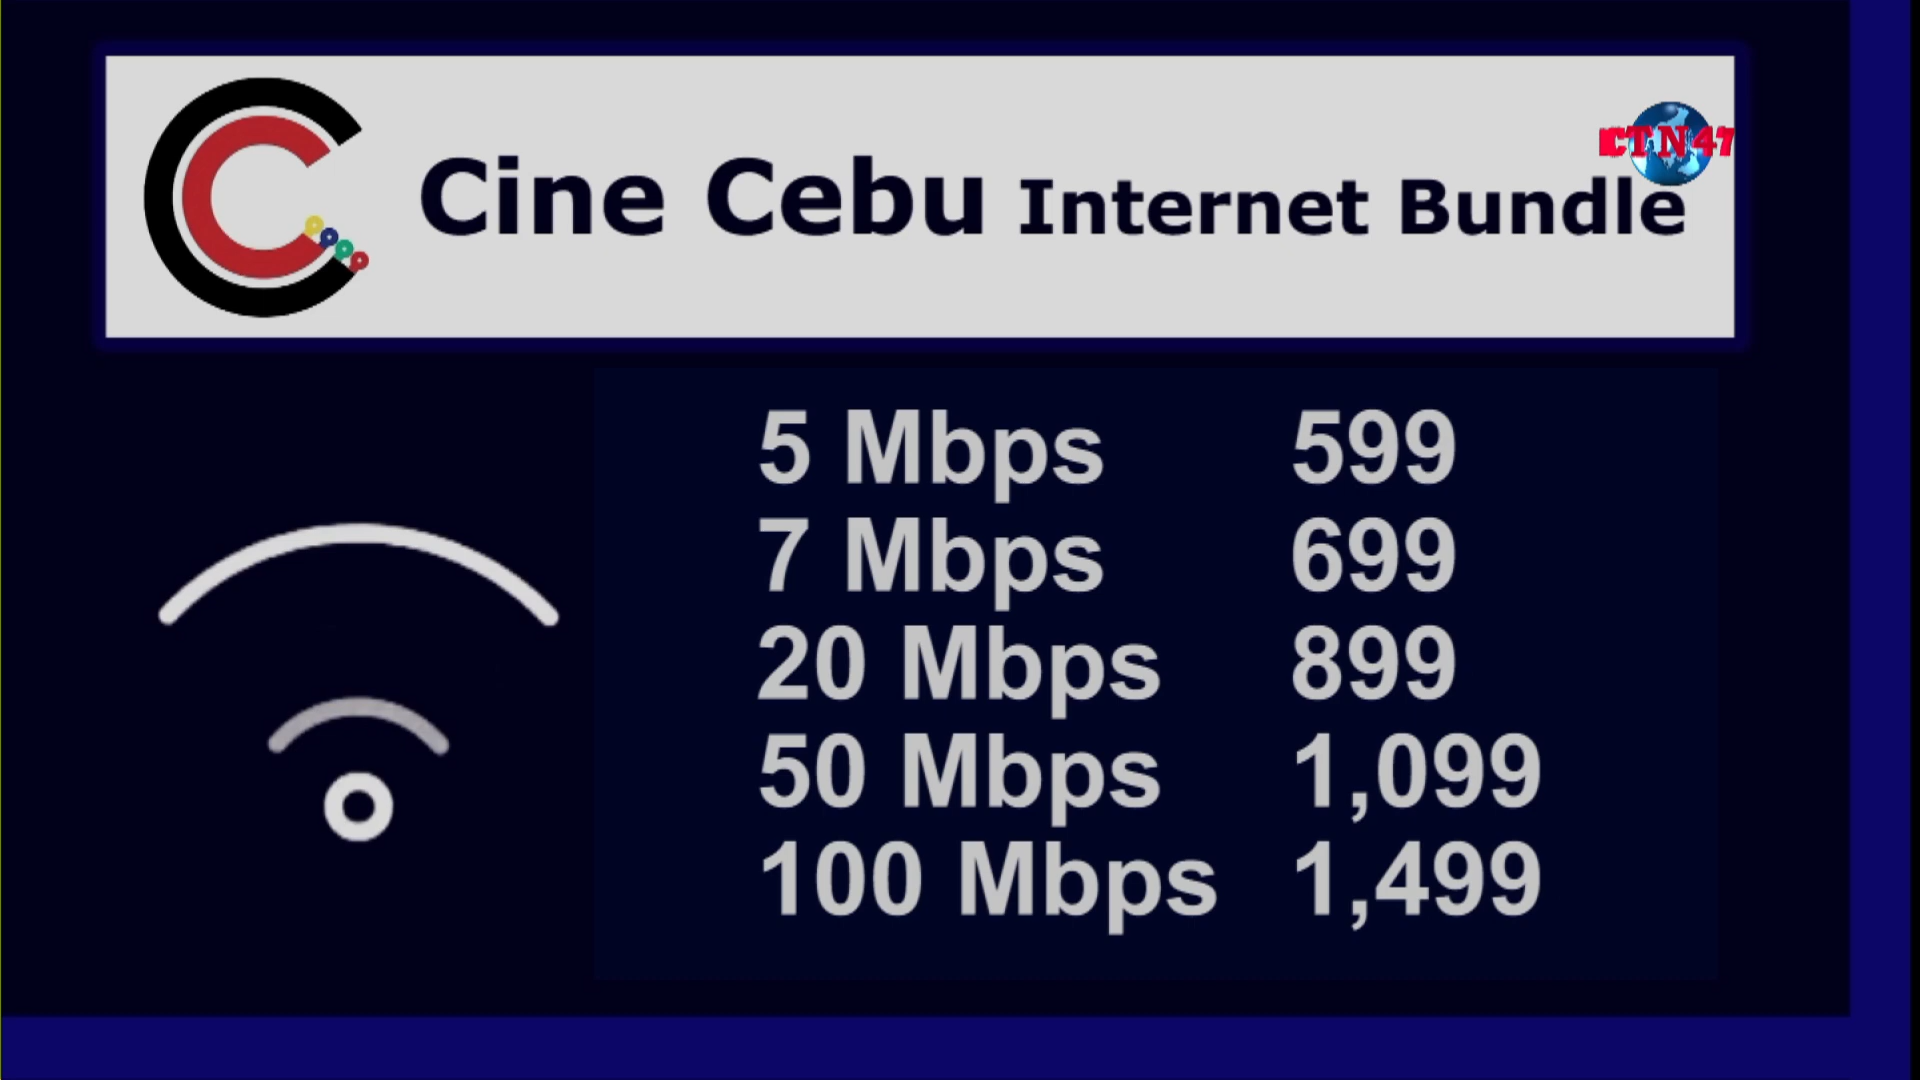 CTN47
Cine Cebu Internet Bundle
5 Mbps 599
7 Mbps 699
20 Mbps 899
50 Mbps 1,099
100 Mbps 1,499